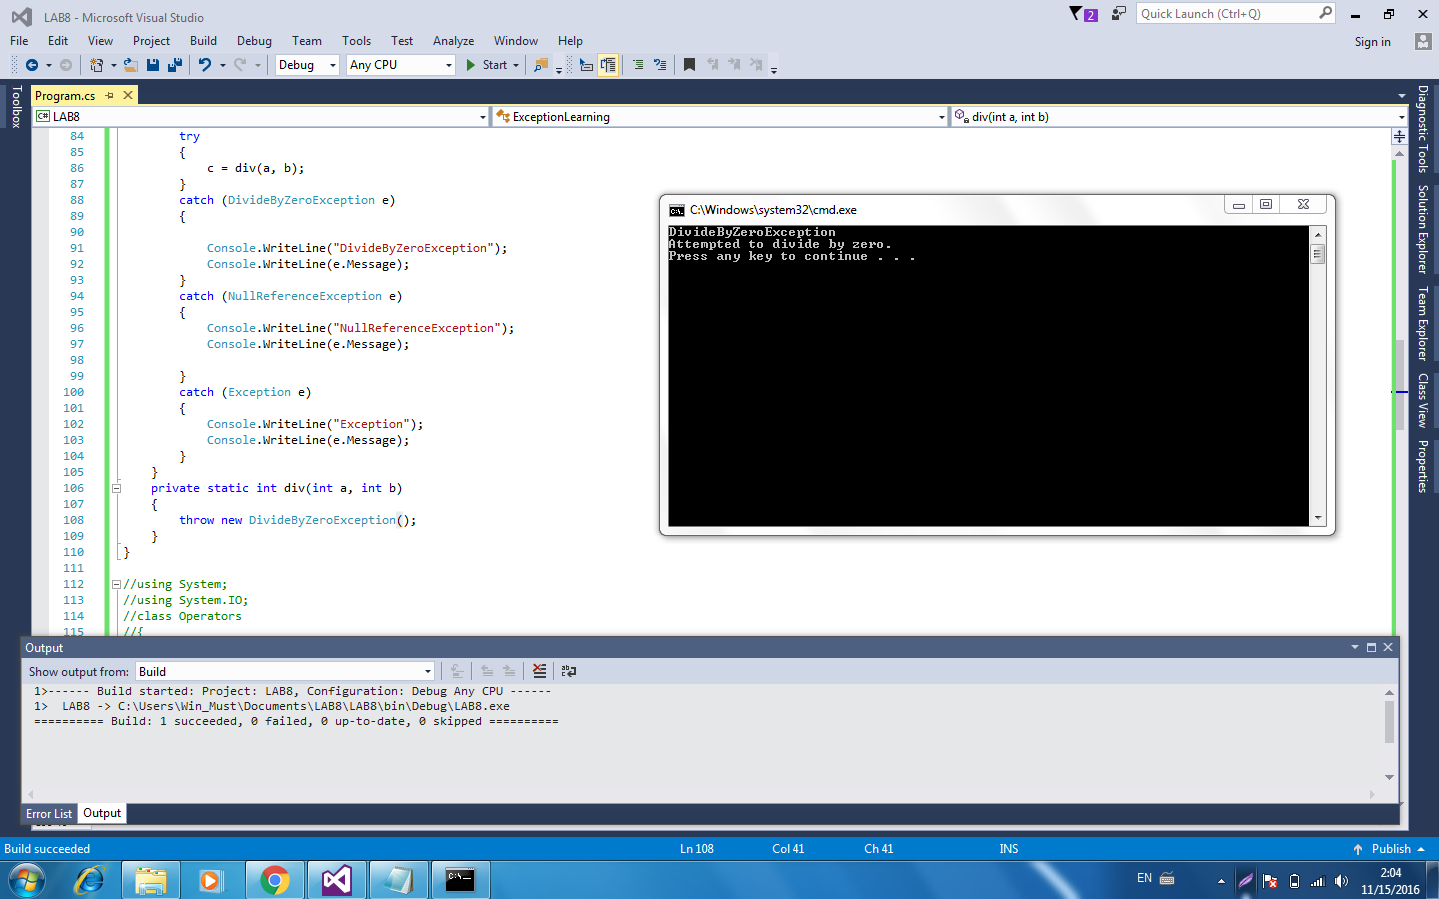 LAB8 - Microsoft Visual Studio
2
Quick Launch (Ctrl+Q)
File Edit View Project Build Debug Team Tools Test Analyze Window Help
Sign in
Debug Any CPU Start
Toolbox
Program.cs
C# LAB8 ExceptionLearning div(int a, int b)
84 try
85 {
86 c = div(a, b);
87 }
88 catch (DivideByZeroException e)
89 {
90
91 Console.WriteLine("DivideByZeroException");
92 Console.WriteLine(e.Message);
93 }
94 catch (NullReferenceException e)
95 {
96 Console.WriteLine("NullReferenceException");
97 Console.WriteLine(e.Message);
98
99 }
100 catch (Exception e)
101 {
102 Console.WriteLine("Exception");
103 Console.WriteLine(e.Message);
104 }
105 }
106 private static int div(int a, int b)
107 {
108 throw new DivideByZeroException();
109 }
110 }
111
112 //using System;
113 //using System.IO;
114 //class Operators
115 //{
C:\Windows\system32\cmd.exe
DivideByZeroException
Attempted to divide by zero.
Press any key to continue . . .
Diagnostic Tools
Solution Explorer
Team Explorer
Class View
Properties
Output
Show output from: Build
1>------ Build started: Project: LAB8, Configuration: Debug Any CPU ------
1> LAB8 -> C:\Users\Win_Must\Documents\LAB8\LAB8\bin\Debug\LAB8.exe
========== Build: 1 succeeded, 0 failed, 0 up-to-date, 0 skipped ==========
Error List Output
Build succeeded Ln 108 Col 41 Ch 41 INS Publish
EN
2:04
11/15/2016